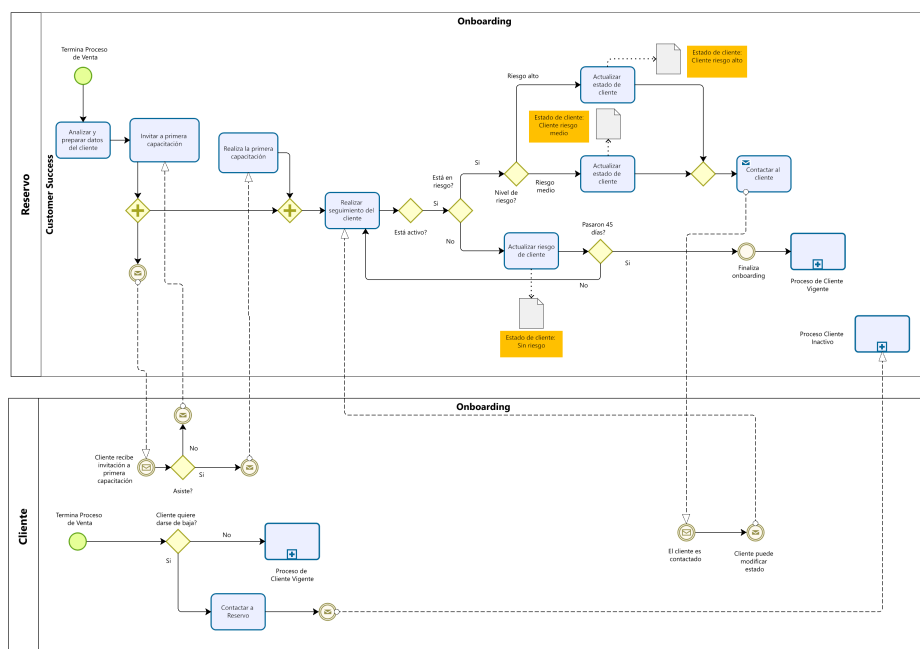 Onboarding
Reservo
Customer Success
Termina Proceso
de Venta
Analizar y
preparar datos
del cliente
Invitar a primera
capacitación
Realiza la primera
capacitación
Realizar
seguimiento del
cliente
Está activo?
Si
Está en
riesgo?
Si
No
Nivel de
riesgo?
Riesgo alto
Riesgo
medio
Actualizar
estado de
cliente
Estado de cliente:
Cliente riesgo alto
Estado de cliente:
Cliente riesgo
medio
Actualizar
estado de
cliente
Contactar al
cliente
Actualizar riesgo
de cliente
Pasaron 45
días?
Si
No
Estado de cliente:
Sin riesgo
Finaliza
onboarding
Proceso de Cliente
Vigente
Proceso Cliente
Inactivo
Onboarding
Cliente
Cliente recibe
invitación a
primera
capacitación
No
Si
Asiste?
Termina Proceso
de Venta
Cliente quiere
darse de baja?
No
Si
Proceso de
Cliente Vigente
Contactar a
Reservo
El cliente es
contactado
Cliente puede
modificar
estado